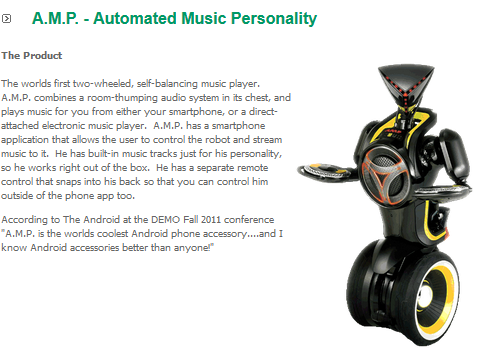 A.M.P. - Automated Music Personality
The Product
The worlds first two-wheeled, self-balancing music player.
A.M.P. combines a room-thumping audio system in its chest, and
plays music for you from either your smartphone, or a direct-
attached electronic music player.  A.M.P. has a smartphone
application that allows the user to control the robot and stream
music to it.  He has built-in music tracks just for his personality,
so he works right out of the box.  He has a separate remote
control that snaps into his back so that you can control him
outside of the phone app too.
According to The Android at the DEMO Fall 2011 conference
"A.M.P. is the worlds coolest Android phone accessory....and I
know Android accessories better than anyone!"